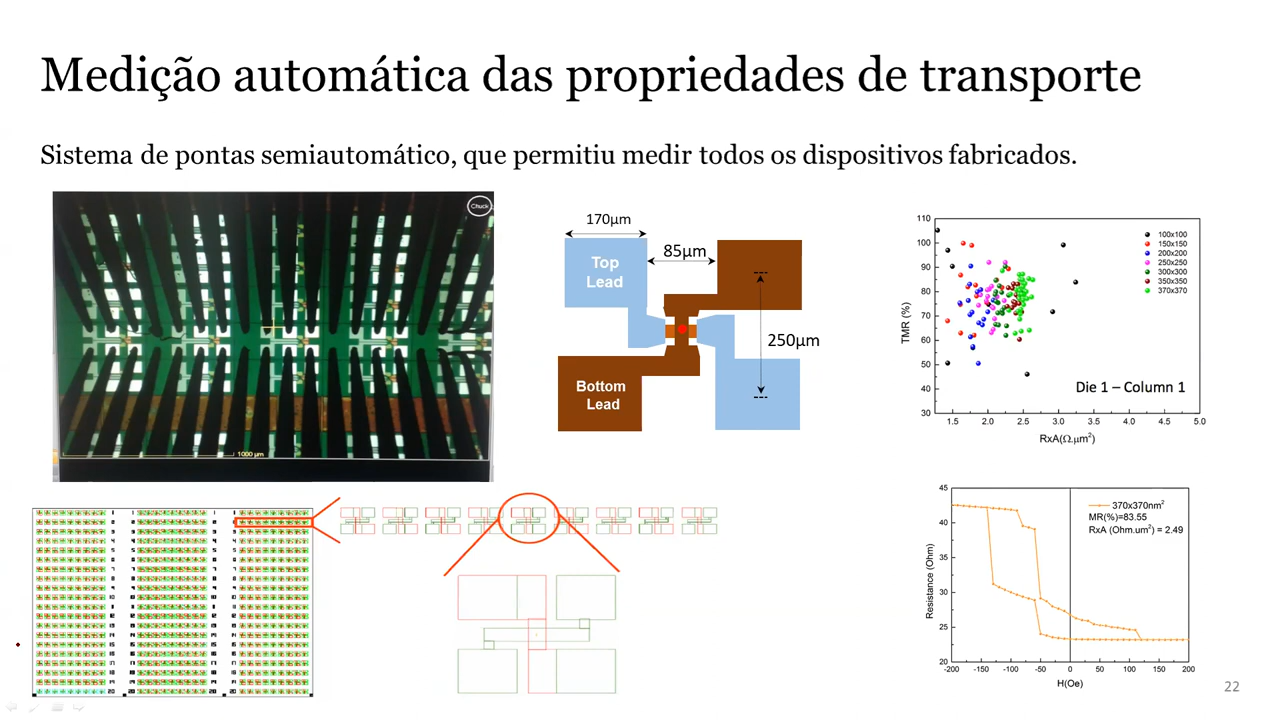 Medição automática das propriedades de transporte
Sistema de pontas semiautomático, que permitiu medir todos os dispositivos fabricados.
Chuck
1000 µm
170µm
85µm
Top
Lead
250µm
Bottom
Lead
110
100
90
80
70
60
50
40
30
TMR (%)
100x100
150x150
200x200
250x250
300x300
350x350
370x370
Die 1 – Column 1
1.5 2.0 2.5 3.0 3.5 4.0 4.5 5.0
RxA(Ω.µm²)
45
40
35
30
25
20
Resistance (Ohm)
370x370nm²
MR(%)=83.55
RxA (Ohm.um²) = 2.49
-200 -150 -100 -50 0 50 100 150 200
H(Oe)
22